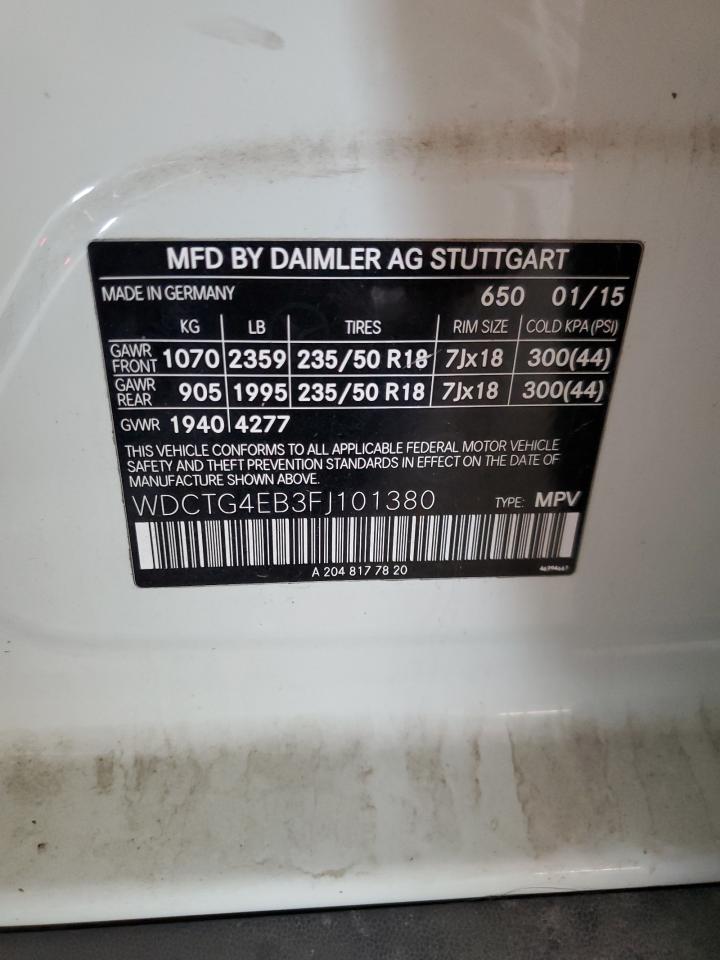 MFD BY DAIMLER AG STUTTGART
MADE IN GERMANY 650 01/15
KG LB TIRES RIM SIZE COLD KPA (PSI)
GAWR FRONT 1070 2359 235/50 R18 7Jx18 300(44)
GAWR REAR 905 1995 235/50 R18 7Jx18 300(44)
GVWR 1940 4277
THIS VEHICLE CONFORMS TO ALL APPLICABLE FEDERAL MOTOR VEHICLE
SAFETY AND THEFT PREVENTION STANDARDS IN EFFECT ON THE DATE OF
MANUFACTURE SHOWN ABOVE.
WDCTG4EB3FJ101380 TYPE: MPV
A 204 817 78 20